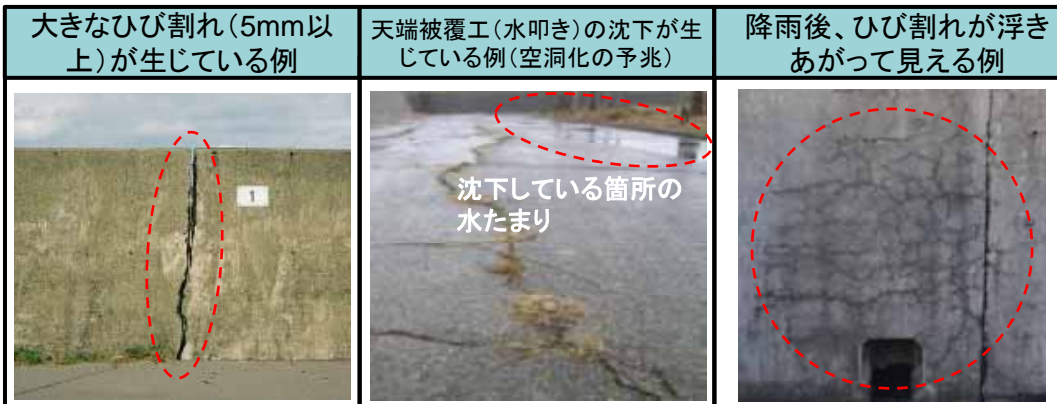 大きなひび割れ(5mm以
上)が生じている例
天端被覆工(水叩き)の沈下が生
じている例(空洞化の予兆)
降雨後、ひび割れが浮き
あがって見える例
1
沈下している箇所の
水たまり